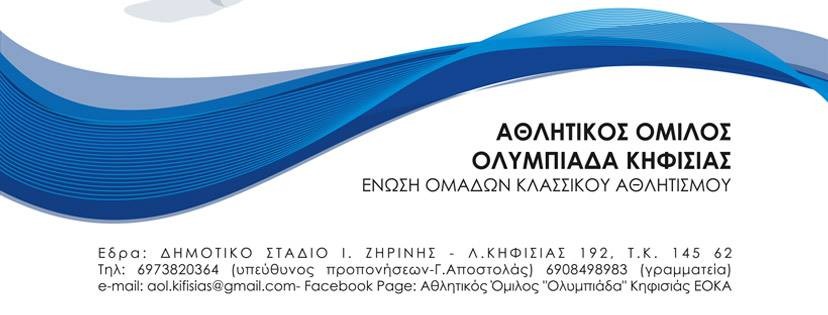 ΑΘΛΗΤΙΚΟΣ ΟΜΙΛΟΣ
ΟΛΥΜΠΙΑΔΑ ΚΗΦΙΣΙΑΣ
ΕΝΩΣΗ ΟΜΑΔΩΝ ΚΛΑΣΣΙΚΟΥ ΑΘΛΗΤΙΣΜΟΥ
Εδρα: ΔΗΜΟΤΙΚΟ ΣΤΑΔΙΟ Ι. ΖΗΡΙΝΗΣ - Λ.ΚΗΦΙΣΙΑΣ 192, Τ.Κ. 145 62
Τηλ: 6973820364 (υπεύθυνος προπονήσεων-Γ.Αποστολάς) 6908498983 (γραμματεία)
e-mail: aol.kifisias@gmail.com- Facebook Page: Αθλητικός Όμιλος "Ολυμπιάδα" Κηφισιάς ΕΟΚΑ